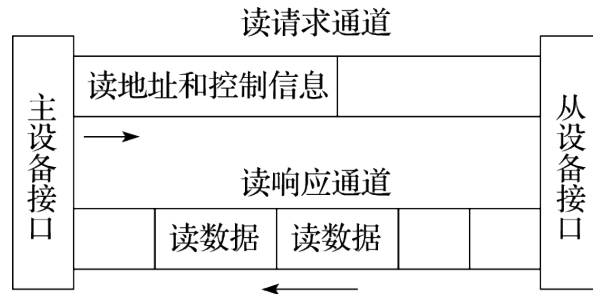 读请求通道
主设备接口
读地址和控制信息
从设备接口
读响应通道
读数据
读数据